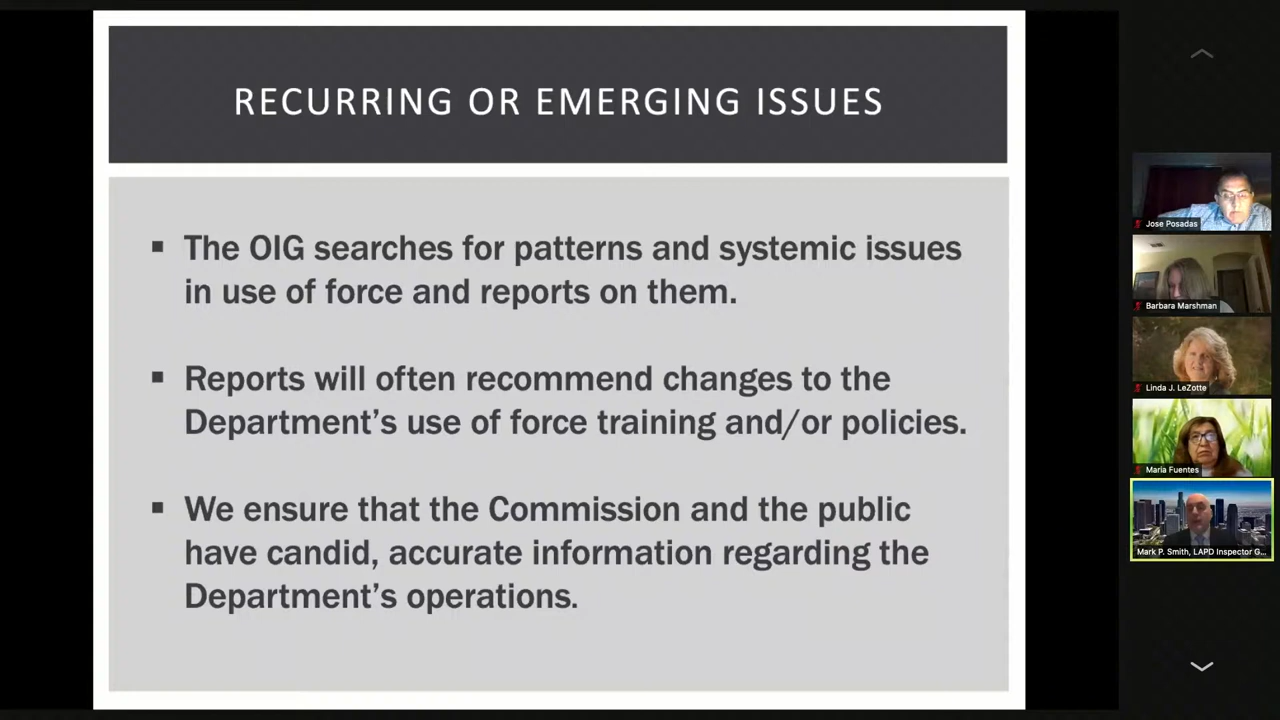 RECURRING OR EMERGING ISSUES
▪ The OIG searches for patterns and systemic issues
in use of force and reports on them.
▪ Reports will often recommend changes to the
Department’s use of force training and/or policies.
▪ We ensure that the Commission and the public
have candid, accurate information regarding the
Department’s operations.
Jose Posadas
Barbara Marshman
Linda J. LeZotte
Maria Fuentes
Mark P. Smith, LAPD Inspector G...